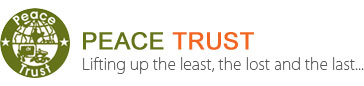 Peace
Trust
PEACE TRUST
Lifting up the least, the lost and the last...